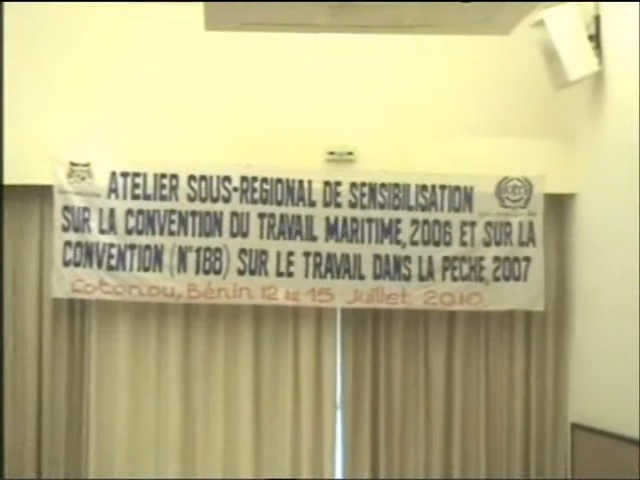 ATELIER SOUS-REGIONAL DE SENSIBILISATION
SUR LA CONVENTION DU TRAVAIL MARITIME, 2006 ET SUR LA
CONVENTION (N°188) SUR LE TRAVAIL DANS LA PECHE, 2007
Cotonou, Bénin 12 au 15 Juillet 2010